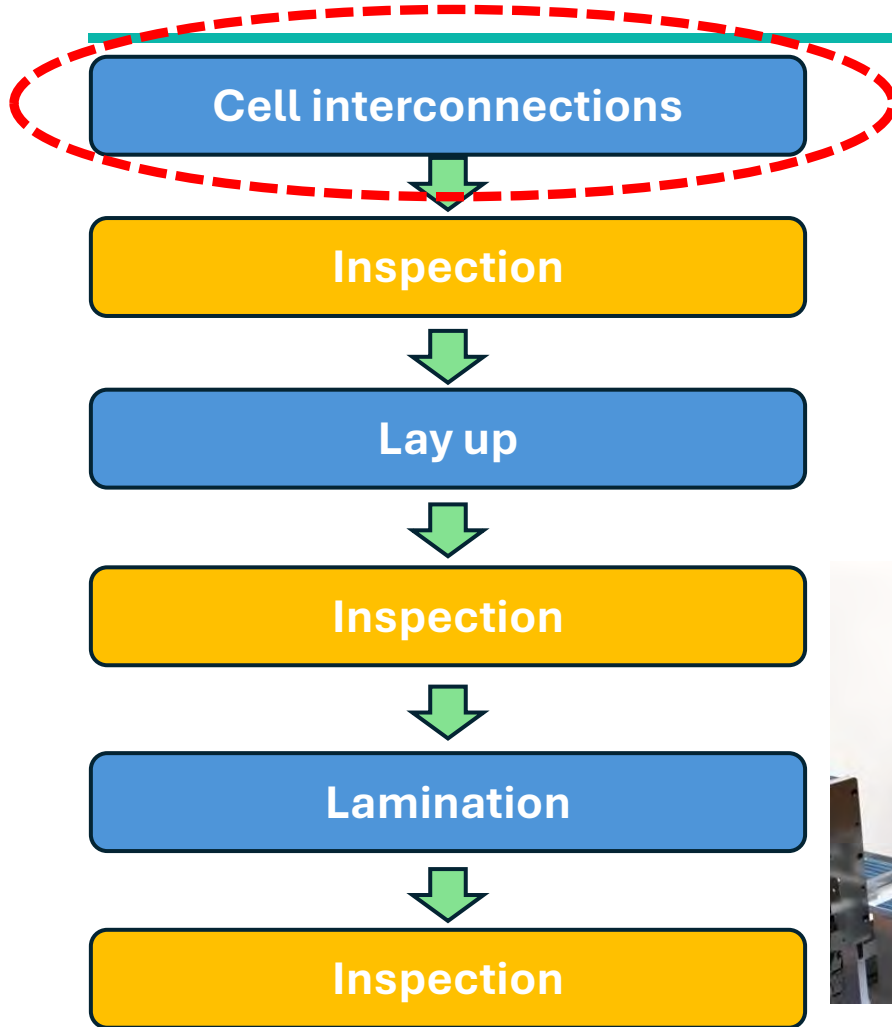 Cell interconnections
Inspection
Lay up
Inspection
Lamination
Inspection